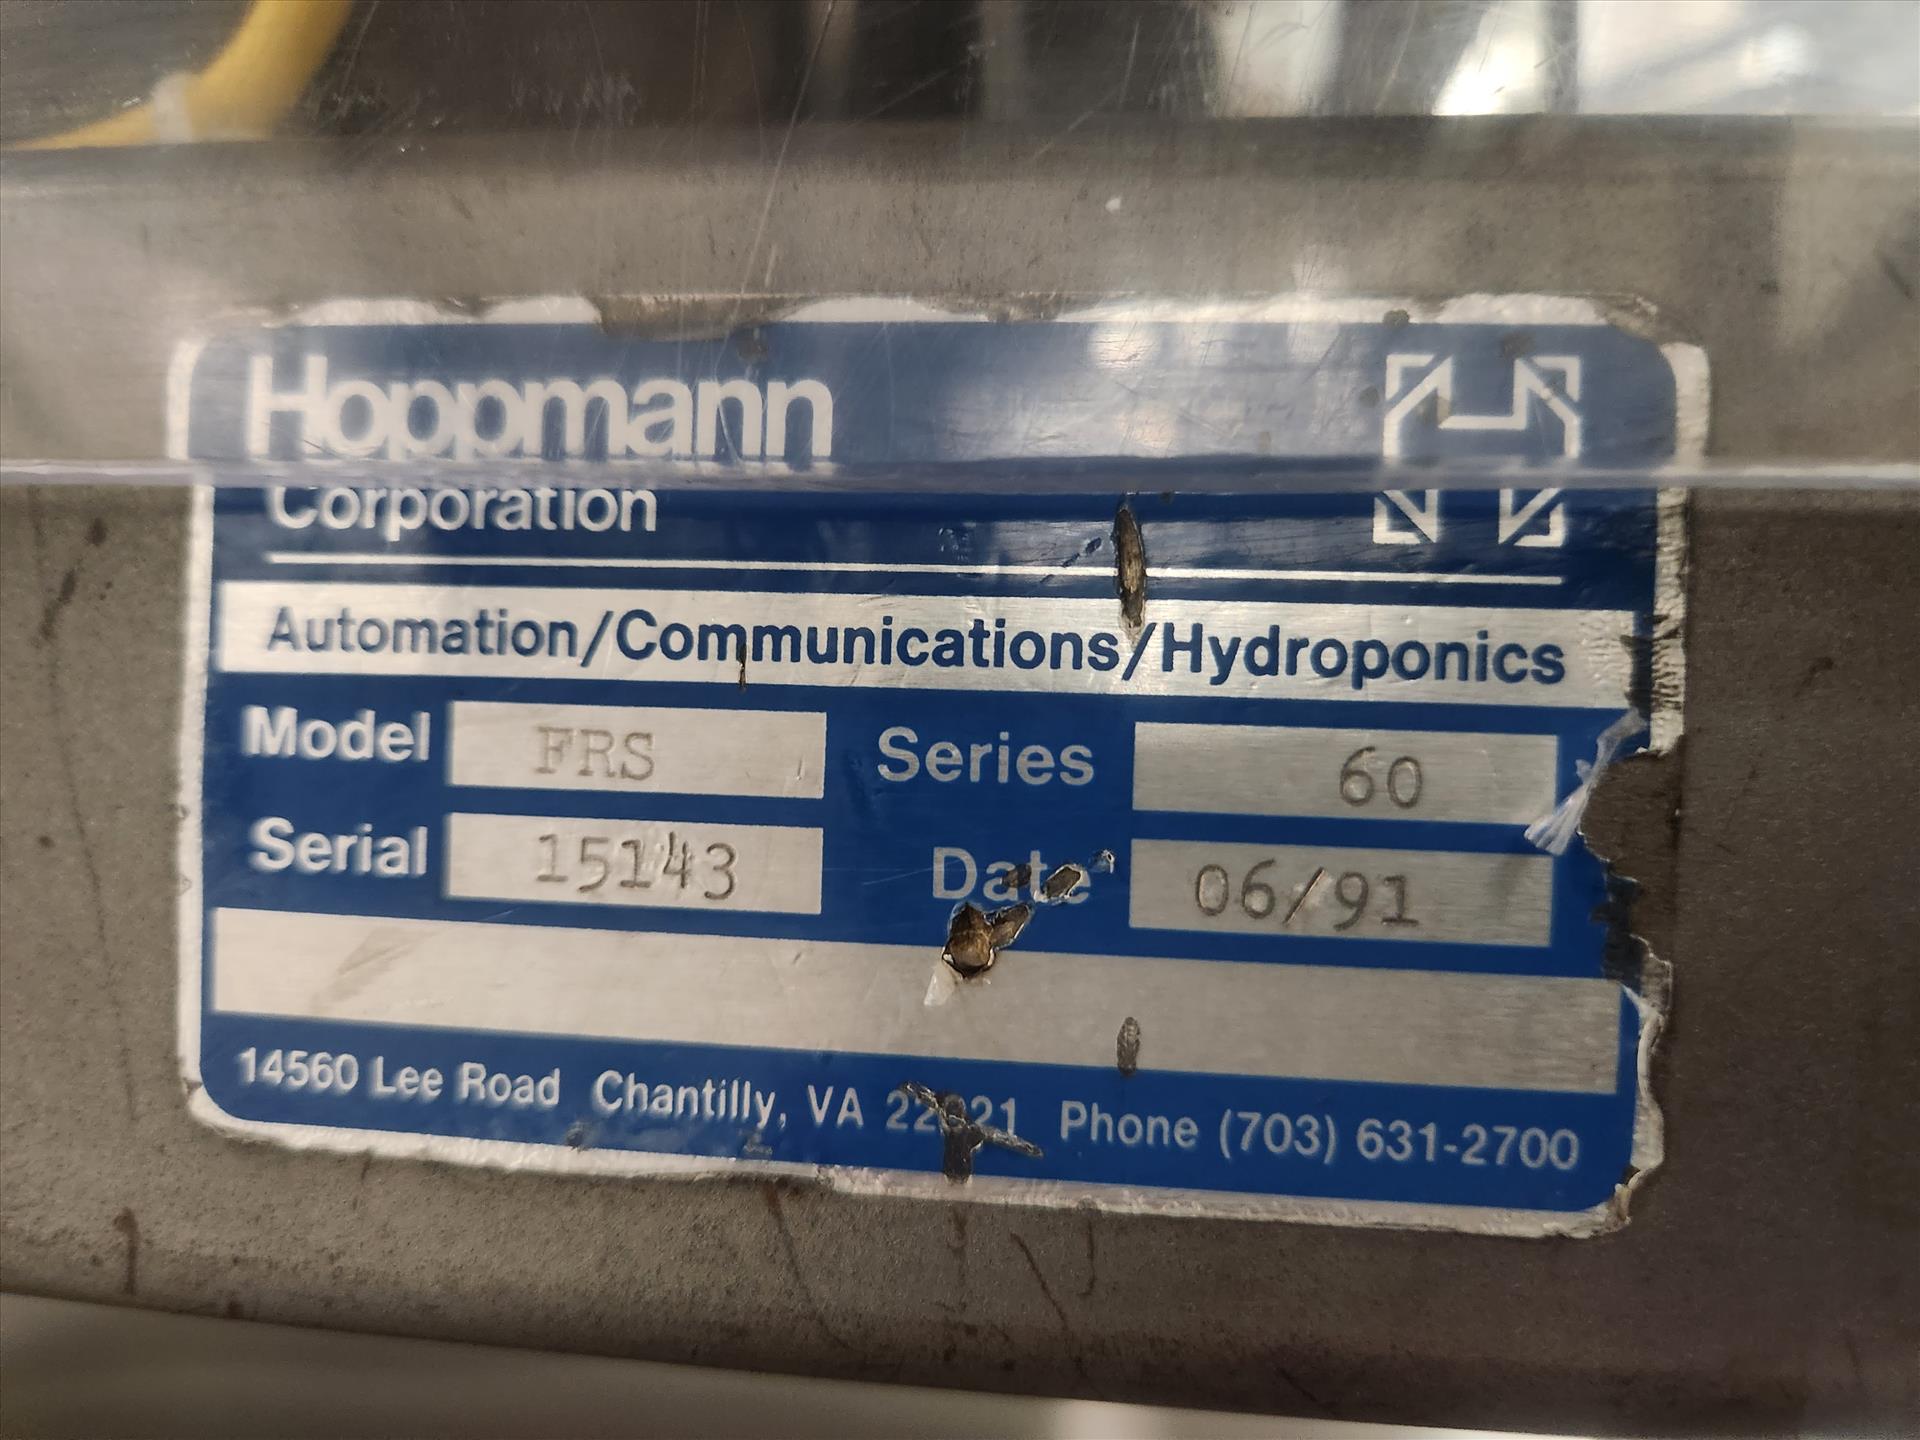 Hoppmann
Corporation
Automation/Communications/Hydroponics
Model FRS Series 60
Serial 15143 Date 06/91
14560 Lee Road Chantilly, VA Phone (703) 631-2700